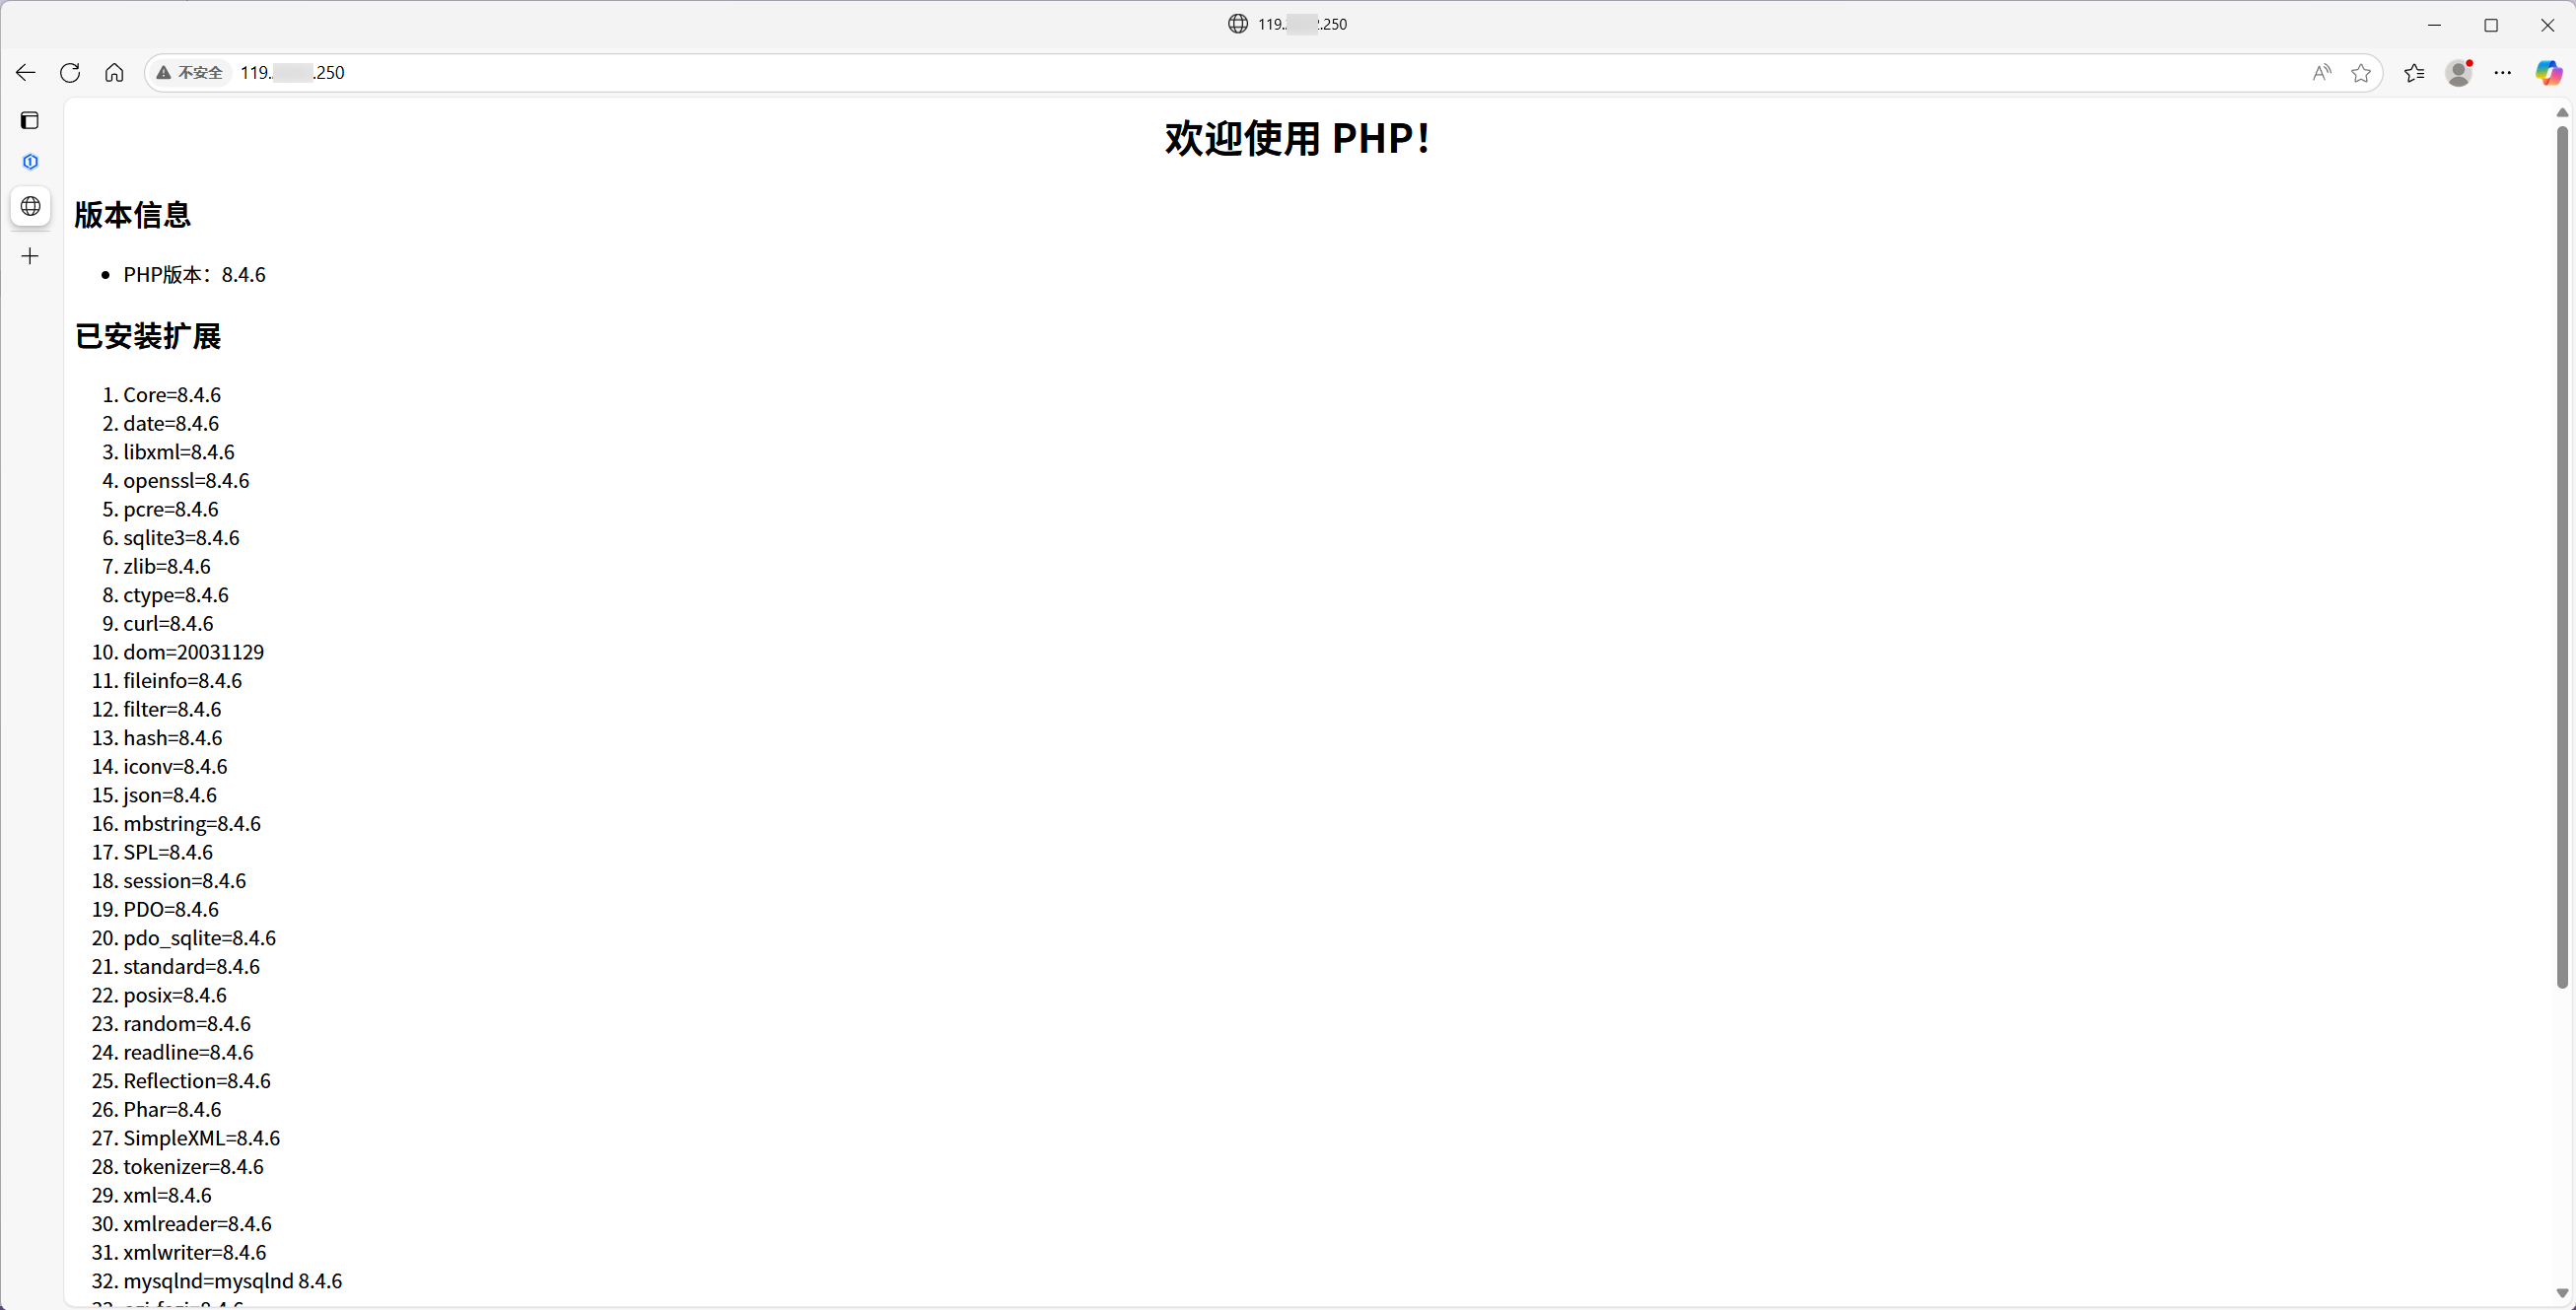 119. .250
不安全 119. .250
欢迎使用 PHP！
版本信息
• PHP版本：8.4.6
已安装扩展
1. Core=8.4.6
2. date=8.4.6
3. libxml=8.4.6
4. openssl=8.4.6
5. pcre=8.4.6
6. sqlite3=8.4.6
7. zlib=8.4.6
8. ctype=8.4.6
9. curl=8.4.6
10. dom=20031129
11. fileinfo=8.4.6
12. filter=8.4.6
13. hash=8.4.6
14. iconv=8.4.6
15. json=8.4.6
16. mbstring=8.4.6
17. SPL=8.4.6
18. session=8.4.6
19. PDO=8.4.6
20. pdo_sqlite=8.4.6
21. standard=8.4.6
22. posix=8.4.6
23. random=8.4.6
24. readline=8.4.6
25. Reflection=8.4.6
26. Phar=8.4.6
27. SimpleXML=8.4.6
28. tokenizer=8.4.6
29. xml=8.4.6
30. xmlreader=8.4.6
31. xmlwriter=8.4.6
32. mysqlnd=mysqlnd 8.4.6